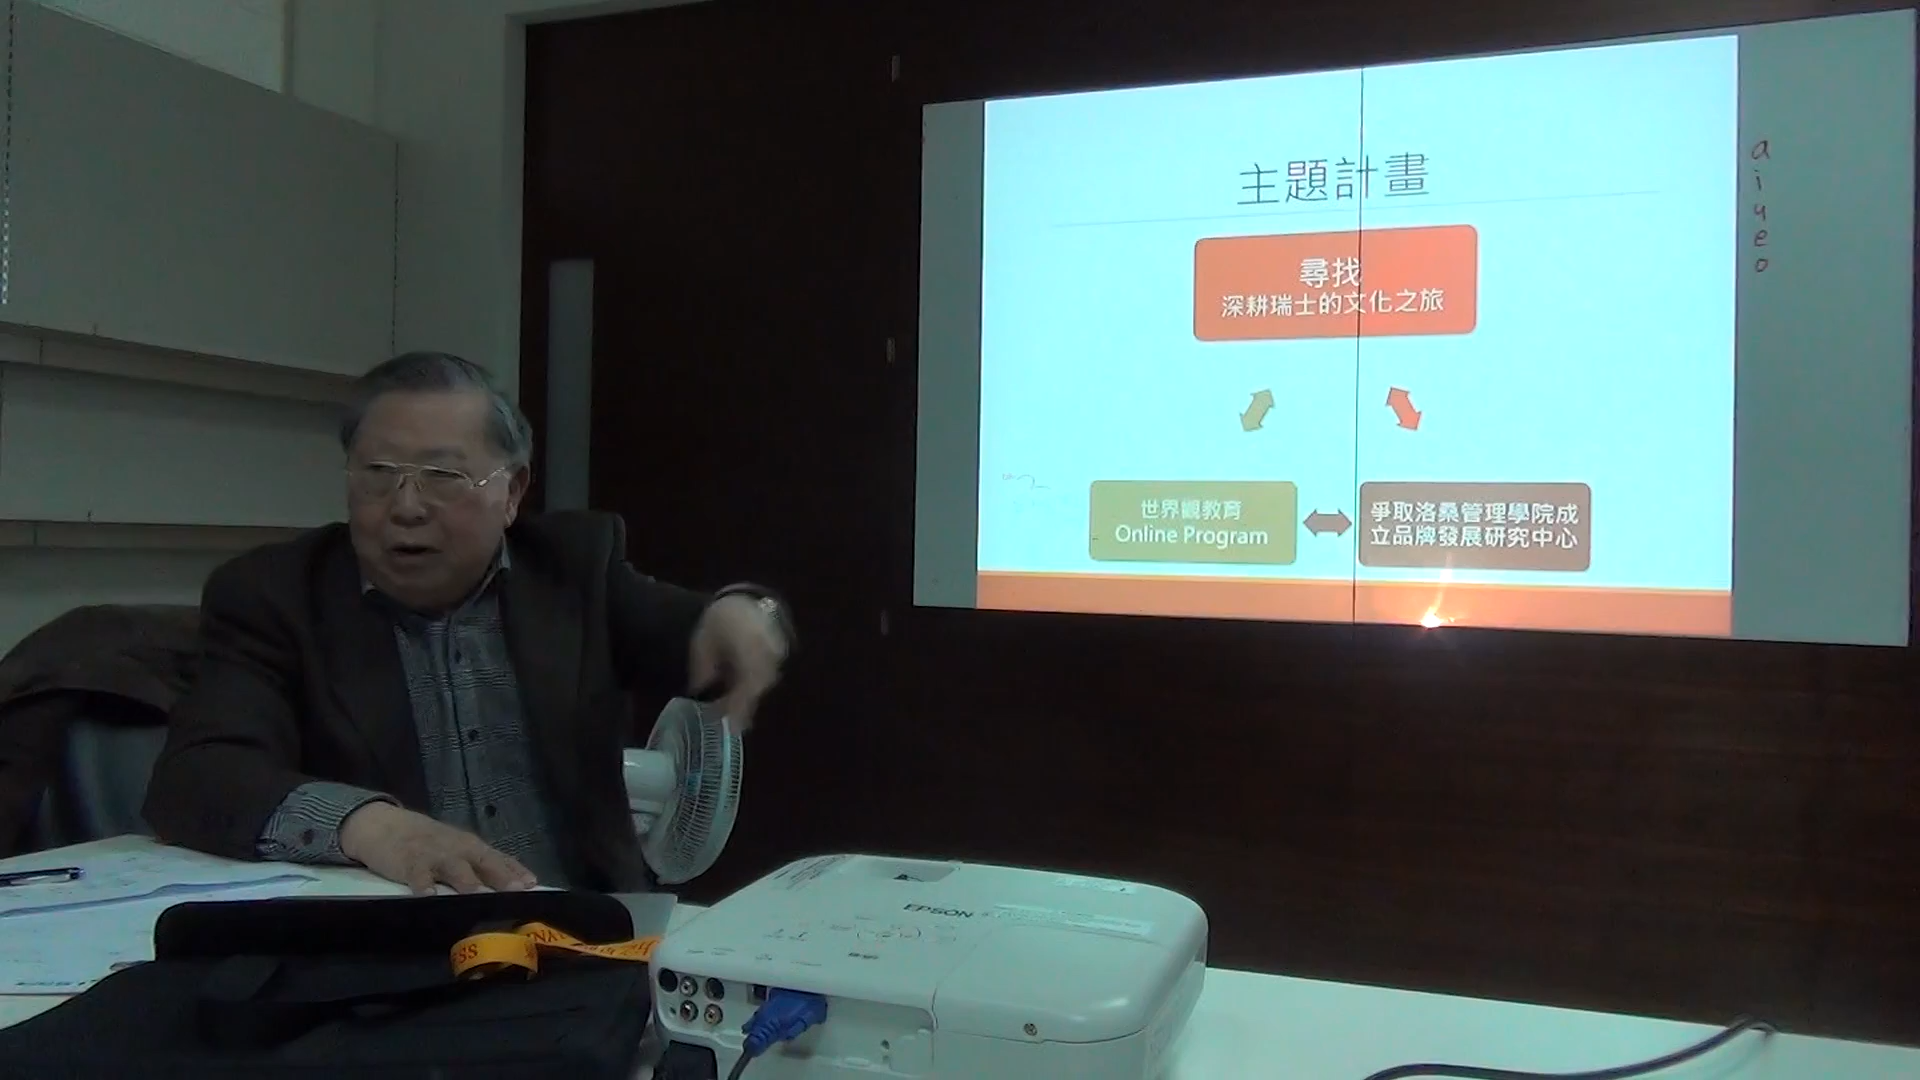 主題計畫
尋找
深耕瑞士的文化之旅
世界觀教育
Online Program
爭取洛桑管理學院成
立品牌發展研究中心
a
i
u
e
o
EPSON